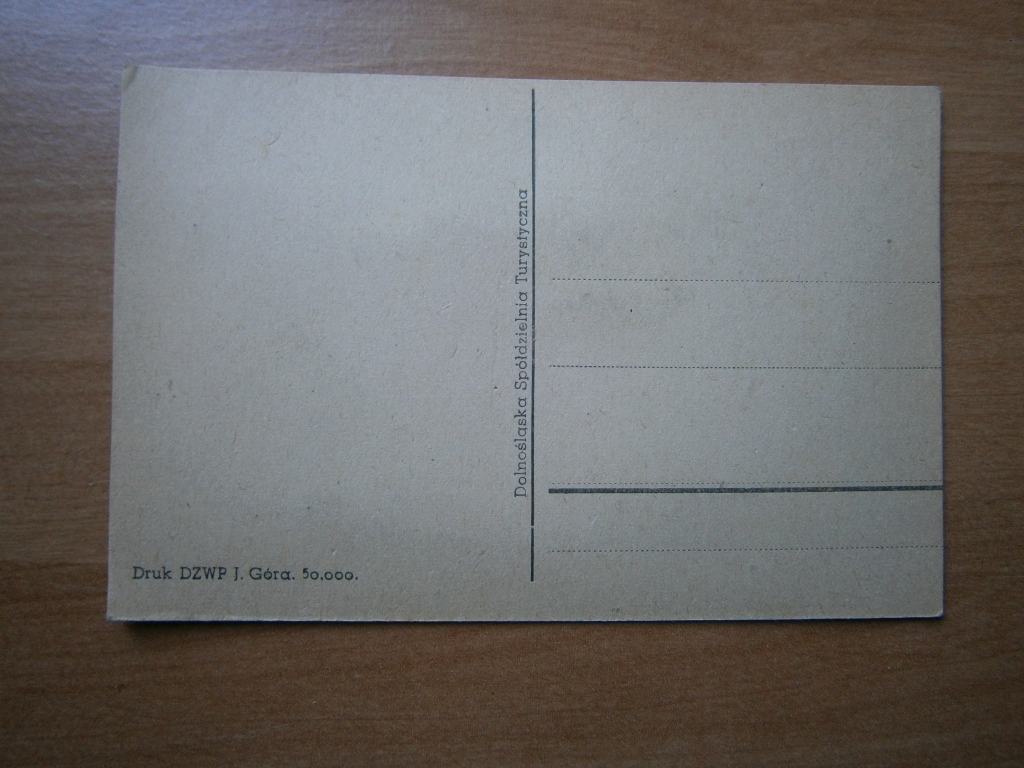 Dolnośląska Spółdzielnia Turystyczna
Druk DZWP J. Góra. 50.000.